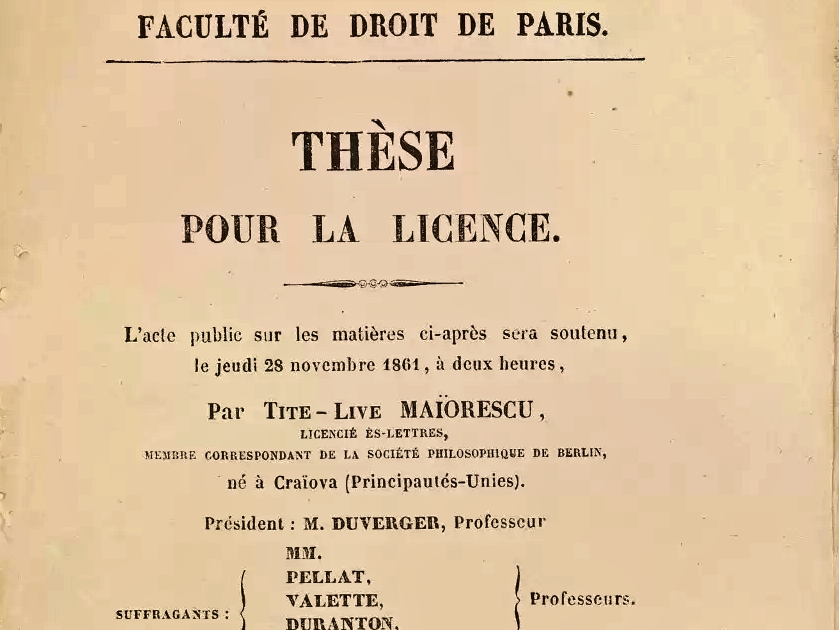 FACULTÉ DE DROIT DE PARIS.
THÈSE
POUR LA LICENCE.
L'acte public sur les matières ci-après sera soutenu,
le jeudi 28 novembre 1861, à deux heures,
Par TITE-LIVE MAÏORESCU,
LICENCIÉ ÈS-LETTRES,
MEMBRE CORRESPONDANT DE LA SOCIÉTÉ PHILOSOPHIQUE DE BERLIN,
né à Craïova (Principautés-Unies).
Président : M. DUVERGER, Professeur
MM.
PELLAT,
VALETTE,
SUFFRAGANTS : DURANTON, Professeurs.